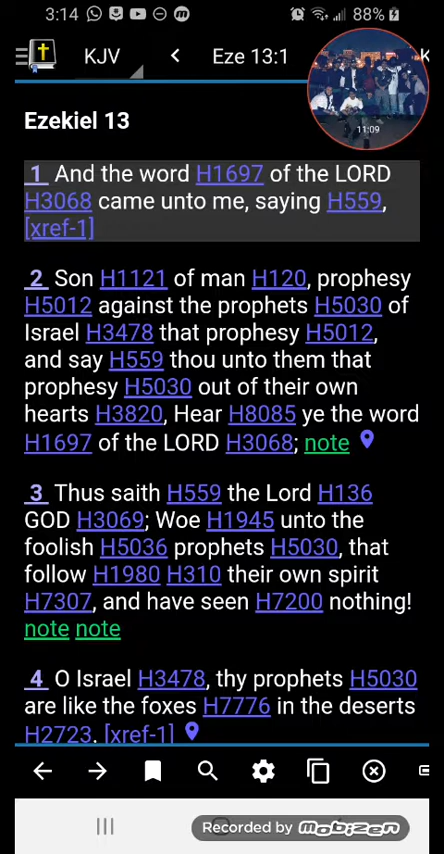 3:14 88%
KJV Eze 13:1 K
11:09
Ezekiel 13
1 And the word H1697 of the LORD
H3068 came unto me, saying H559,
[xref-1]
2 Son H1121 of man H120, prophesy
H5012 against the prophets H5030 of
Israel H3478 that prophesy H5012,
and say H559 thou unto them that
prophesy H5030 out of their own
hearts H3820, Hear H8085 ye the word
H1697 of the LORD H3068; note
3 Thus saith H559 the Lord H136
GOD H3069; Woe H1945 unto the
foolish H5036 prophets H5030, that
follow H1980 H310 their own spirit
H7307, and have seen H7200 nothing!
note note
4 O Israel H3478, thy prophets H5030
are like the foxes H7776 in the deserts
H2723. [xref-1]
Recorded by mobizen